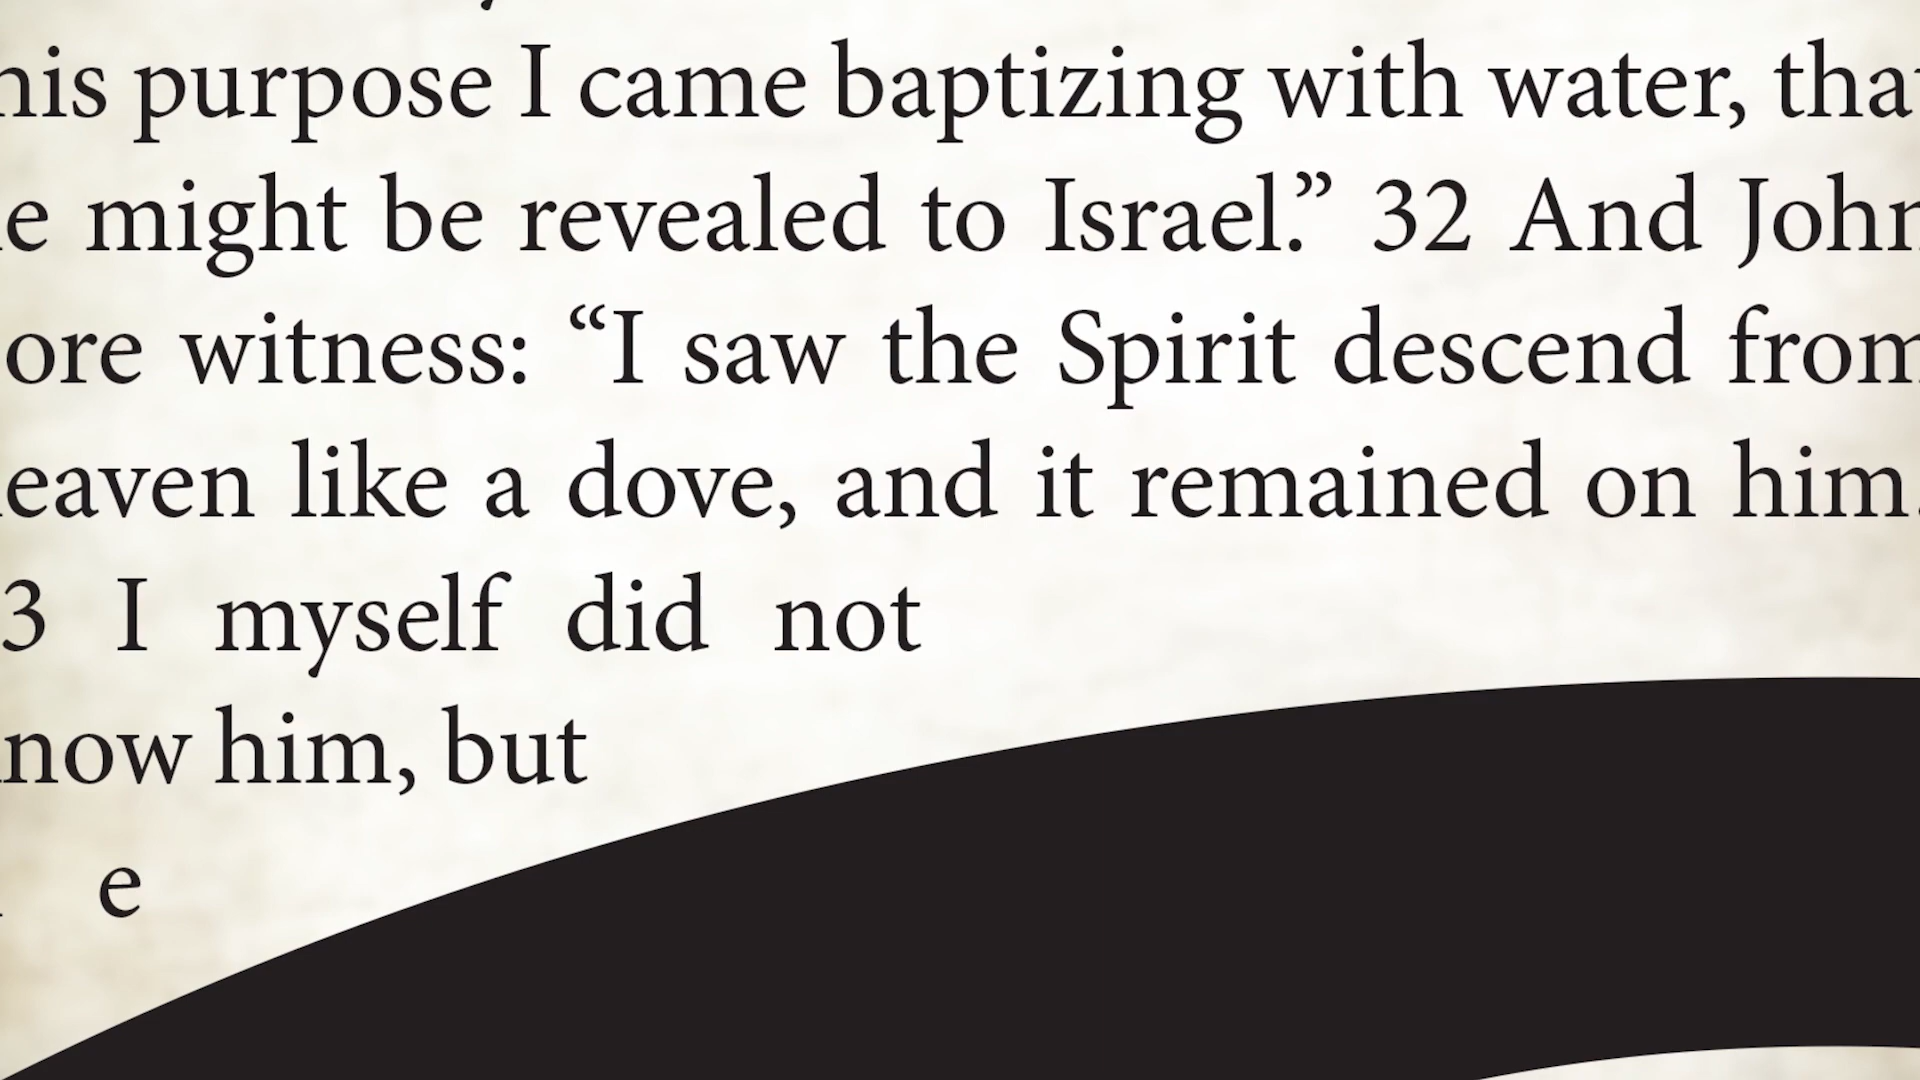 his purpose I came baptizing with water, that
e might be revealed to Israel.” 32 And John
ore witness: “I saw the Spirit descend from
eaven like a dove, and it remained on him.
3 I myself did not
now him, but
e